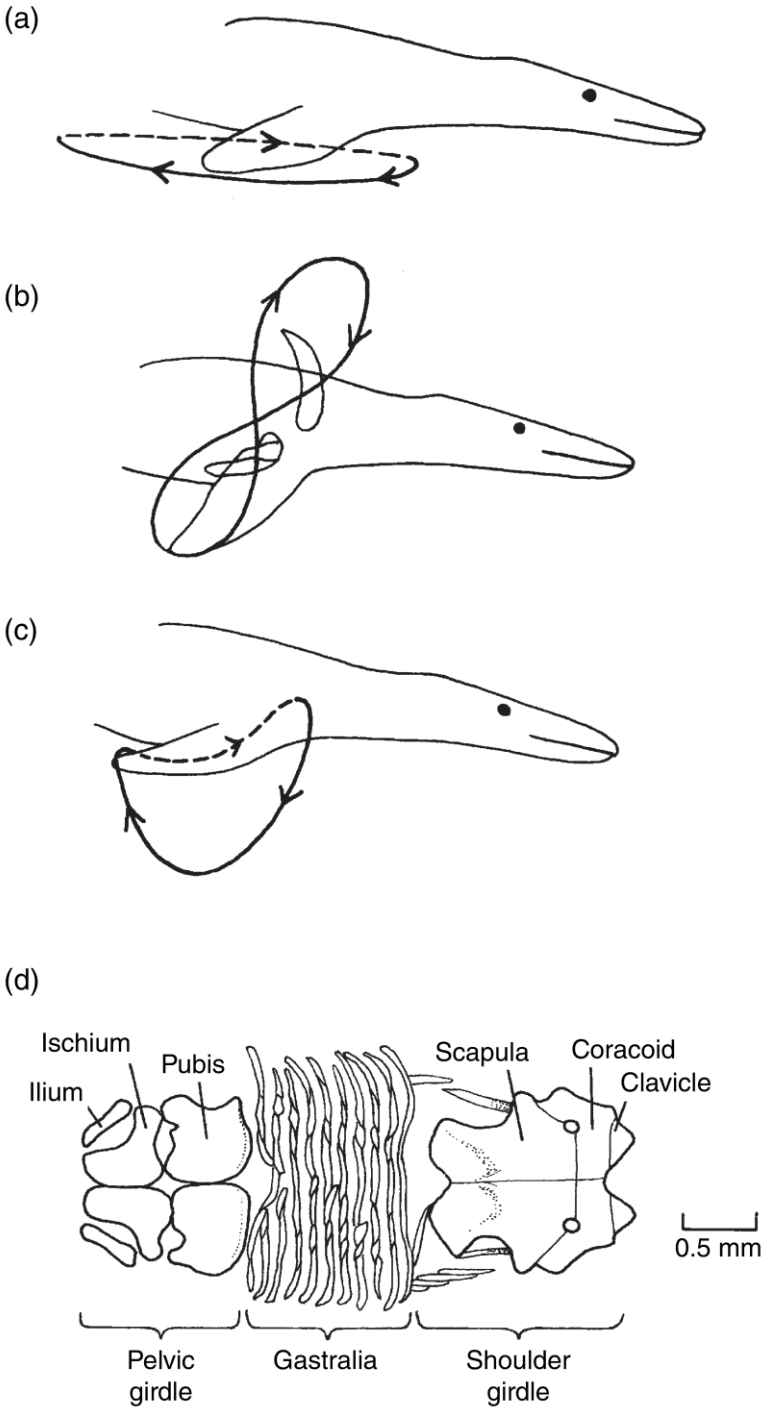 (a)
(b)
(c)
(d)
Ischium
Pubis
Ilium
Scapula
Coracoid
Clavicle
0.5 mm
Pelvic
girdle
Gastralia
Shoulder
girdle